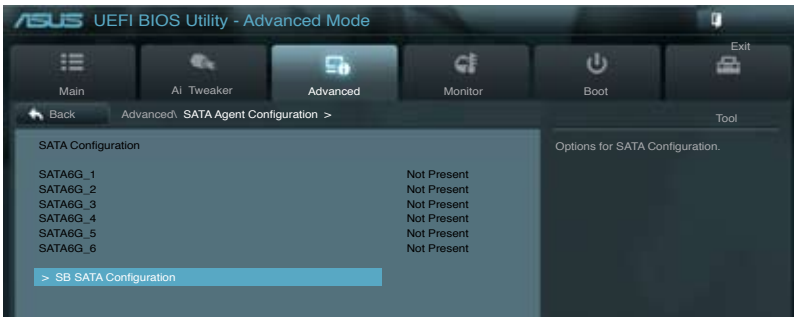 ASUS UEFI BIOS Utility - Advanced Mode
Exit
Main Ai Tweaker Advanced Monitor Boot Tool
Back Advanced\ SATA Agent Configuration >
SATA Configuration
SATA6G_1 Not Present
SATA6G_2 Not Present
SATA6G_3 Not Present
SATA6G_4 Not Present
SATA6G_5 Not Present
SATA6G_6 Not Present
> SB SATA Configuration
Options for SATA Configuration.